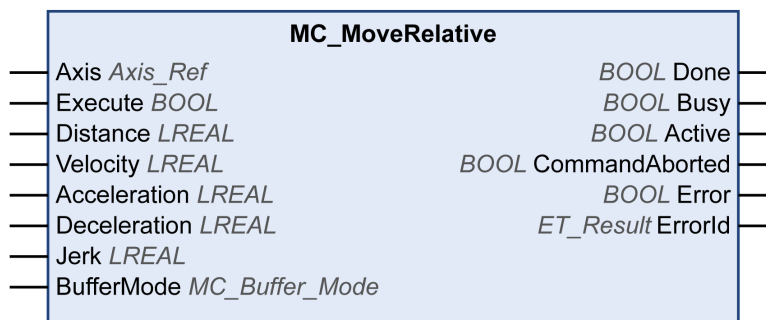 MC_MoveRelative
Axis Axis_Ref BOOL Done
Execute BOOL BOOL Busy
Distance LREAL BOOL Active
Velocity LREAL BOOL CommandAborted
Acceleration LREAL BOOL Error
Deceleration LREAL ET_Result ErrorId
Jerk LREAL
BufferMode MC_Buffer_Mode